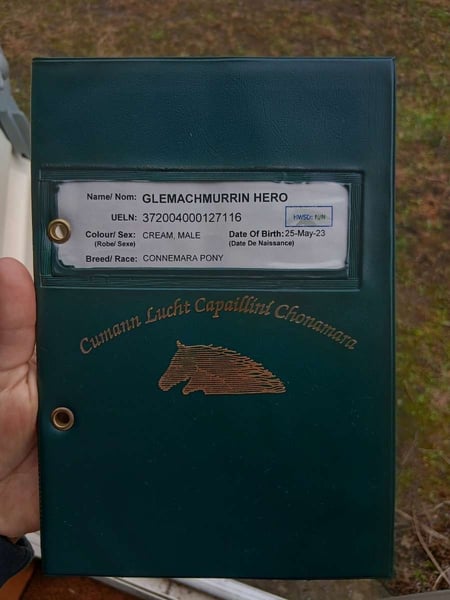 Name/ Nom: GLEMACHMURRIN HERO
UELN: 372004000127116
HWSD: N/N
Colour/ Sex: CREAM, MALE Date Of Birth: 25-May-23
(Robe/ Sexe) (Date De Naissance)
Breed/ Race: CONNEMARA PONY
Cumann Lucht Capaillíní Chonamara